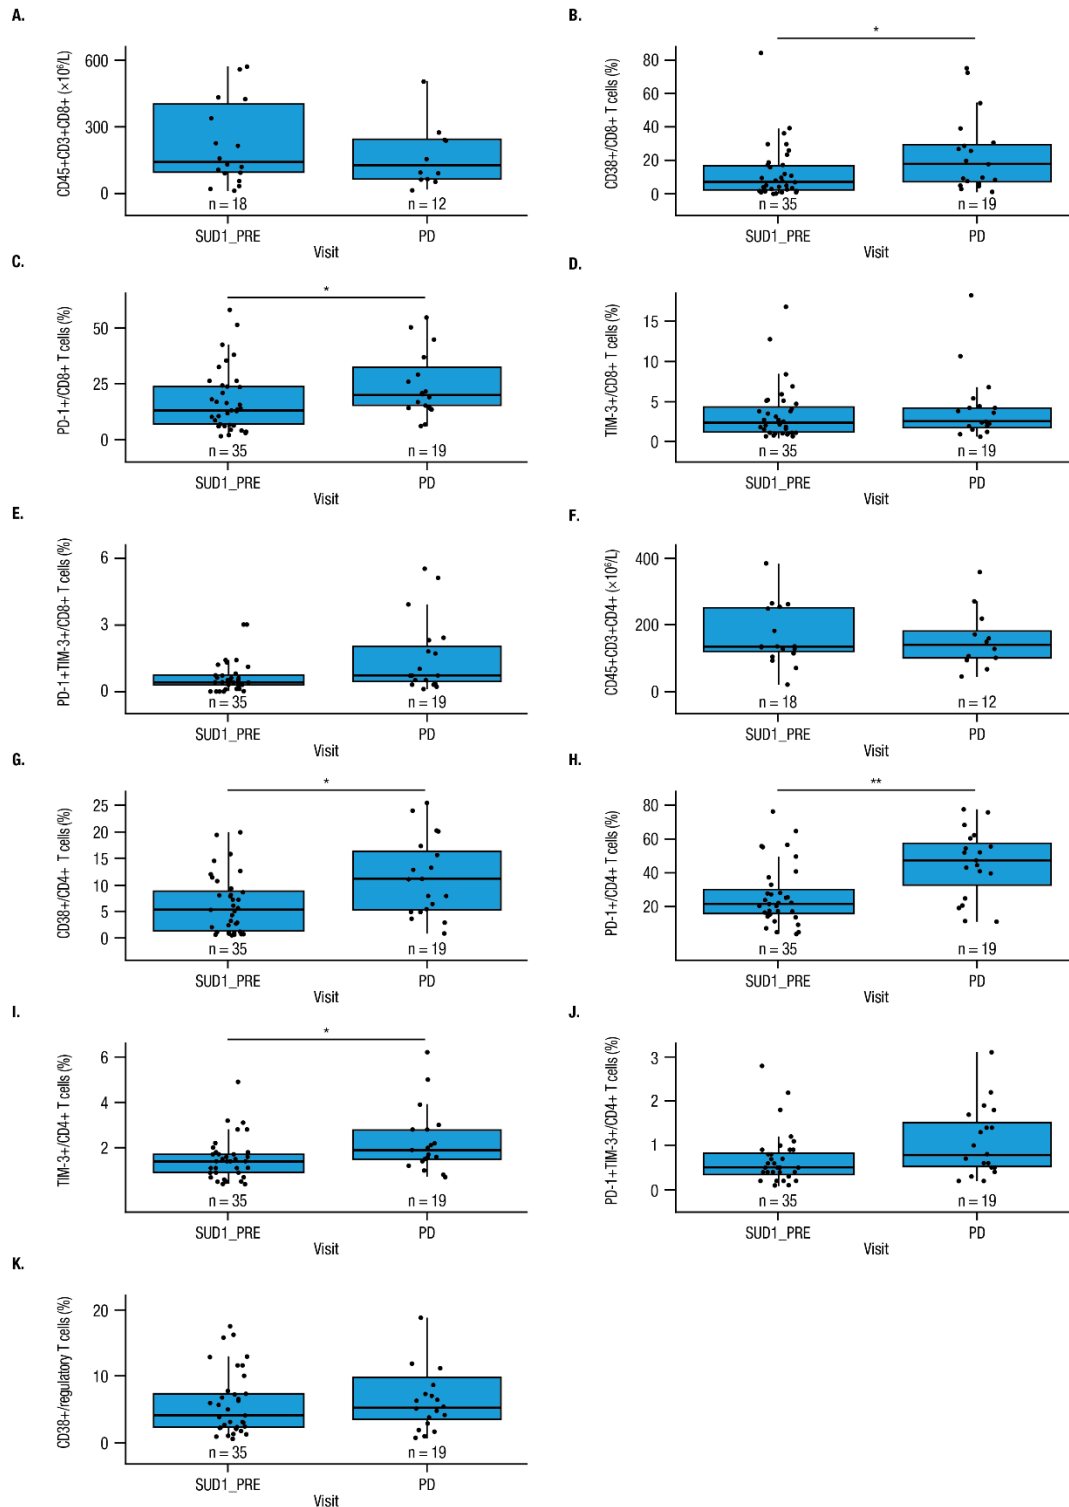 A.
CD45+CD3+CD8+ (×10⁶/L)
600
300
0
n = 18
n = 12
SUD1_PRE
PD
Visit
B.
*
CD38+/CD8+ T cells (%)
80
60
40
20
0
n = 35
n = 19
SUD1_PRE
PD
Visit
C.
*
PD-1+/CD8+ T cells (%)
50
25
0
n = 35
n = 19
SUD1_PRE
PD
Visit
D.
TIM-3+/CD8+ T cells (%)
15
10
5
0
n = 35
n = 19
SUD1_PRE
PD
Visit
E.
PD-1+TIM-3+/CD8+ T cells (%)
6
3
0
n = 35
n = 19
SUD1_PRE
PD
Visit
F.
CD45+CD3+CD4+ (×10⁶/L)
400
200
0
n = 18
n = 12
SUD1_PRE
PD
Visit
G.
*
CD38+/CD4+ T cells (%)
25
20
15
10
5
0
n = 35
n = 19
SUD1_PRE
PD
Visit
H.
**
PD-1+/CD4+ T cells (%)
80
60
40
20
n = 35
n = 19
SUD1_PRE
PD
Visit
I.
*
TIM-3+/CD4+ T cells (%)
6
4
2
n = 35
n = 19
SUD1_PRE
PD
Visit
J.
PD-1+TIM-3+/CD4+ T cells (%)
3
2
1
0
n = 35
n = 19
SUD1_PRE
PD
Visit
K.
CD38+/regulatory T cells (%)
20
10
0
n = 35
n = 19
SUD1_PRE
PD
Visit